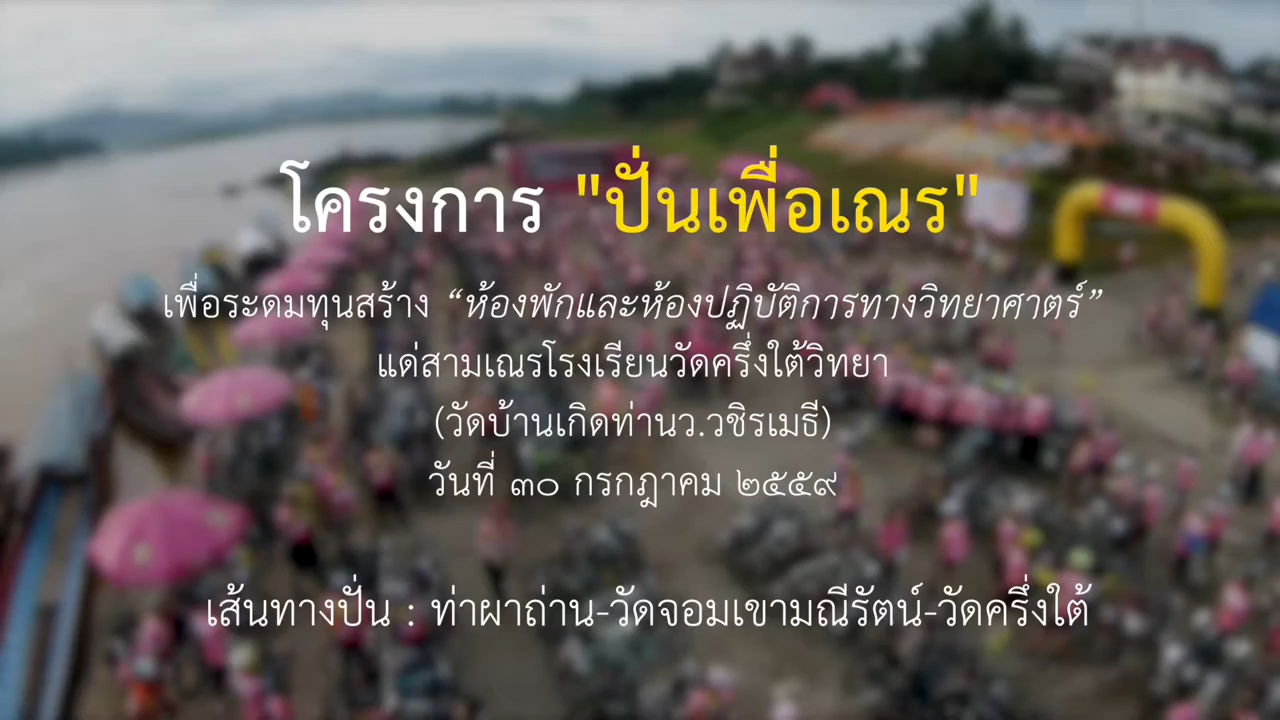 โครงการ "ปั่นเพื่อเณร"
เพื่อระดมทุนสร้าง “ห้องพักและห้องปฏิบัติการทางวิทยาศาตร์”
แด่สามเณรโรงเรียนวัดครึ่งใต้วิทยา
(วัดบ้านเกิดท่านว.วชิรเมธี)
วันที่ ๓๐ กรกฎาคม ๒๕๕๙
เส้นทางปั่น : ท่าผาถ่าน-วัดจอมเขามณีรัตน์-วัดครึ่งใต้